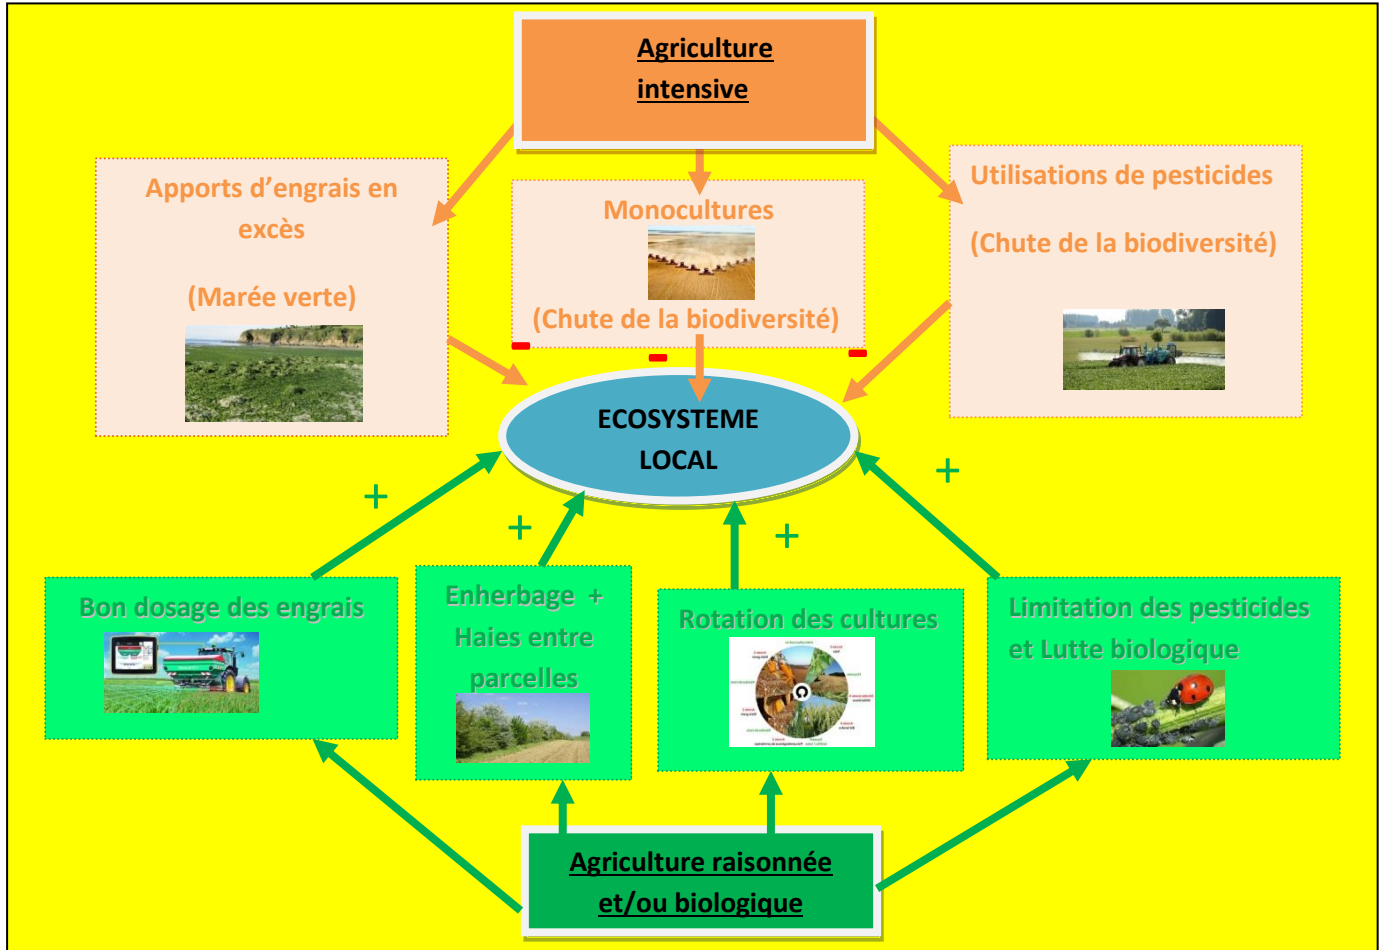 Agriculture
intensive
Apports d'engrais en
excès
(Marée verte)
Monocultures
(Chute de la biodiversité)
Utilisations de pesticides
(Chute de la biodiversité)
-
-
-
ECOSYSTEME
LOCAL
+
+
+
+
Bon dosage des engrais
Enherbage +
Haies entre
parcelles
Rotation des cultures
Limitation des pesticides
et Lutte biologique
Agriculture raisonnée
et/ou biologique